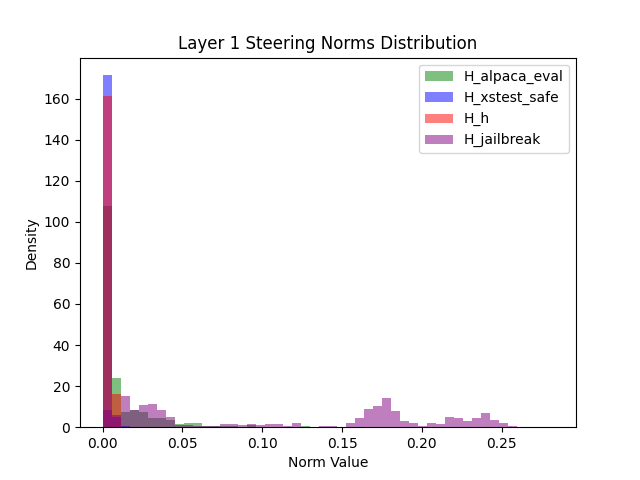 Layer 1 Steering Norms Distribution
H_alpaca_eval
H_xstest_safe
H_h
H_jailbreak
160
140
120
100
80
60
40
20
0
Density
0.00 0.05 0.10 0.15 0.20 0.25
Norm Value